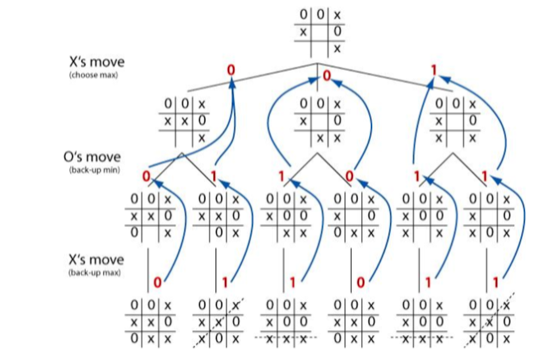 0 0 x
x 0
x
X's move
(choose max)
0 0 1
0 0 x 0 0 x 0 0 x
x x 0 x 0 x 0
x x x x x
O's move
(back-up min)
0 1 1 0 1 1
0 0 x 0 0 x 0 0 x 0 0 x 0 0 x 0 0 x
x x 0 x x 0 x 0 0 x 0 x 0 0 x 0
0 x 0 x x x 0 x x x x x 0 x
X's move
(back-up max)
0 1 1 0 1 1
0 0 x 0 0 x 0 0 x 0 0 x 0 0 x 0 0 x
x x 0 x x 0 x 0 0 x x 0 x 0 0 x x 0
0 x x x 0 x x x x 0 x x x x x x 0 x